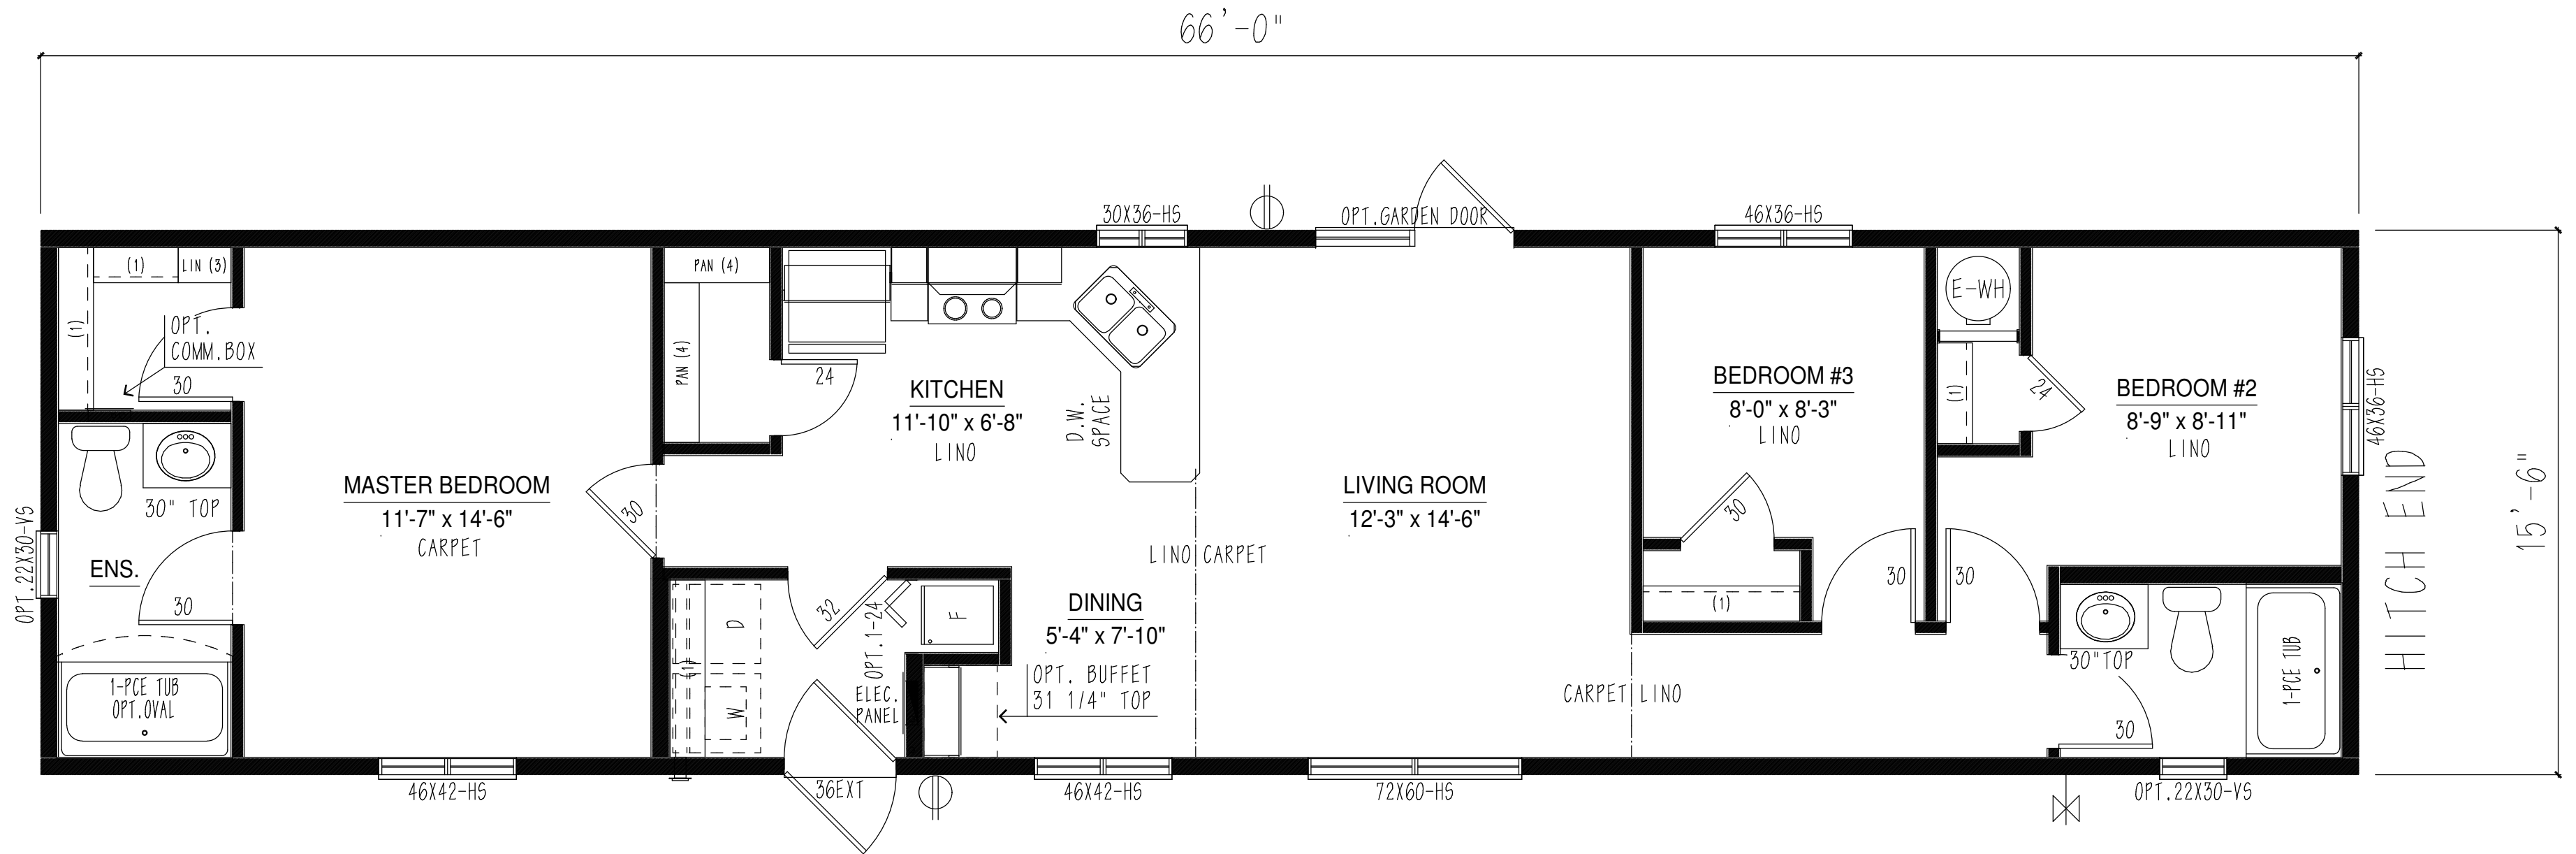 66'-0"
30X36-HS
OPT.GARDEN DOOR
46X36-HS
(1)
LIN (3)
(1)
OPT.
COMM.BOX
30
30" TOP
ENS.
30
1-PCE TUB
OPT.OVAL
OPT.22X30-VS
MASTER BEDROOM
11'-7" x 14'-6"
CARPET
46X42-HS
30
PAN (4)
PAN (4)
24
KITCHEN
11'-10" x 6'-8"
LINO
D.W.
SPACE
(1)
D
W
32
OPT.1-24
F
ELEC.
PANEL
36EXT
DINING
5'-4" x 7'-10"
OPT. BUFFET
31 1/4" TOP
46X42-HS
LINO
CARPET
LIVING ROOM
12'-3" x 14'-6"
72X60-HS
CARPET
LINO
BEDROOM #3
8'-0" x 8'-3"
LINO
30
(1)
30
30
E-WH
(1)
24
BEDROOM #2
8'-9" x 8'-11"
LINO
46X36-HS
30"TOP
30
1-PCE TUB
OPT.22X30-VS
HITCH END
15'-6"